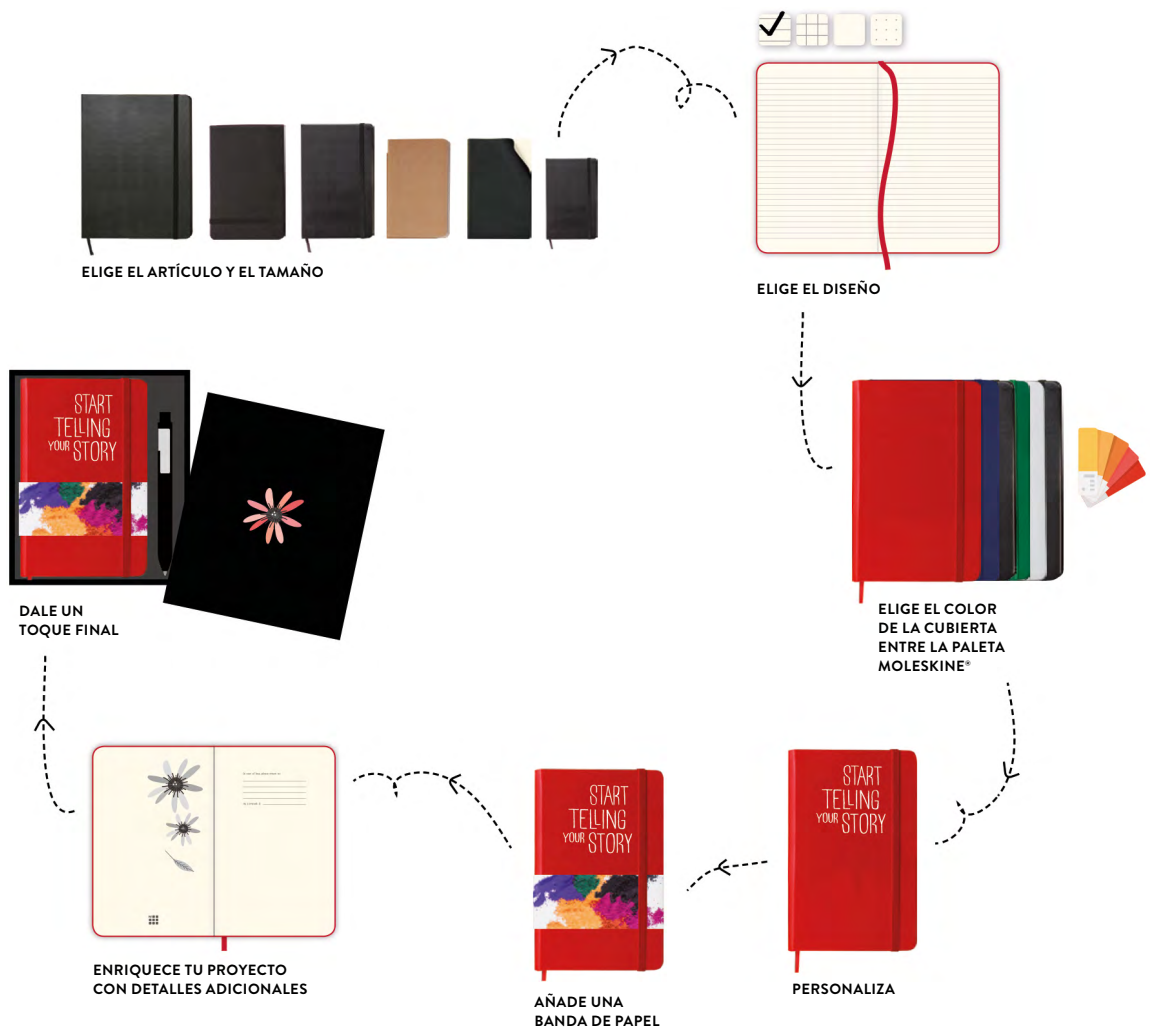 ELIGE EL ARTÍCULO Y EL TAMAÑO
ELIGE EL DISEÑO
ELIGE EL COLOR
DE LA CUBIERTA
ENTRE LA PALETA
MOLESKINE®
START
TELLING
YOUR STORY
PERSONALIZA
START
TELLING
YOUR STORY
AÑADE UNA
BANDA DE PAPEL
ENRIQUECE TU PROYECTO
CON DETALLES ADICIONALES
START
TELLING
YOUR STORY
DALE UN
TOQUE FINAL